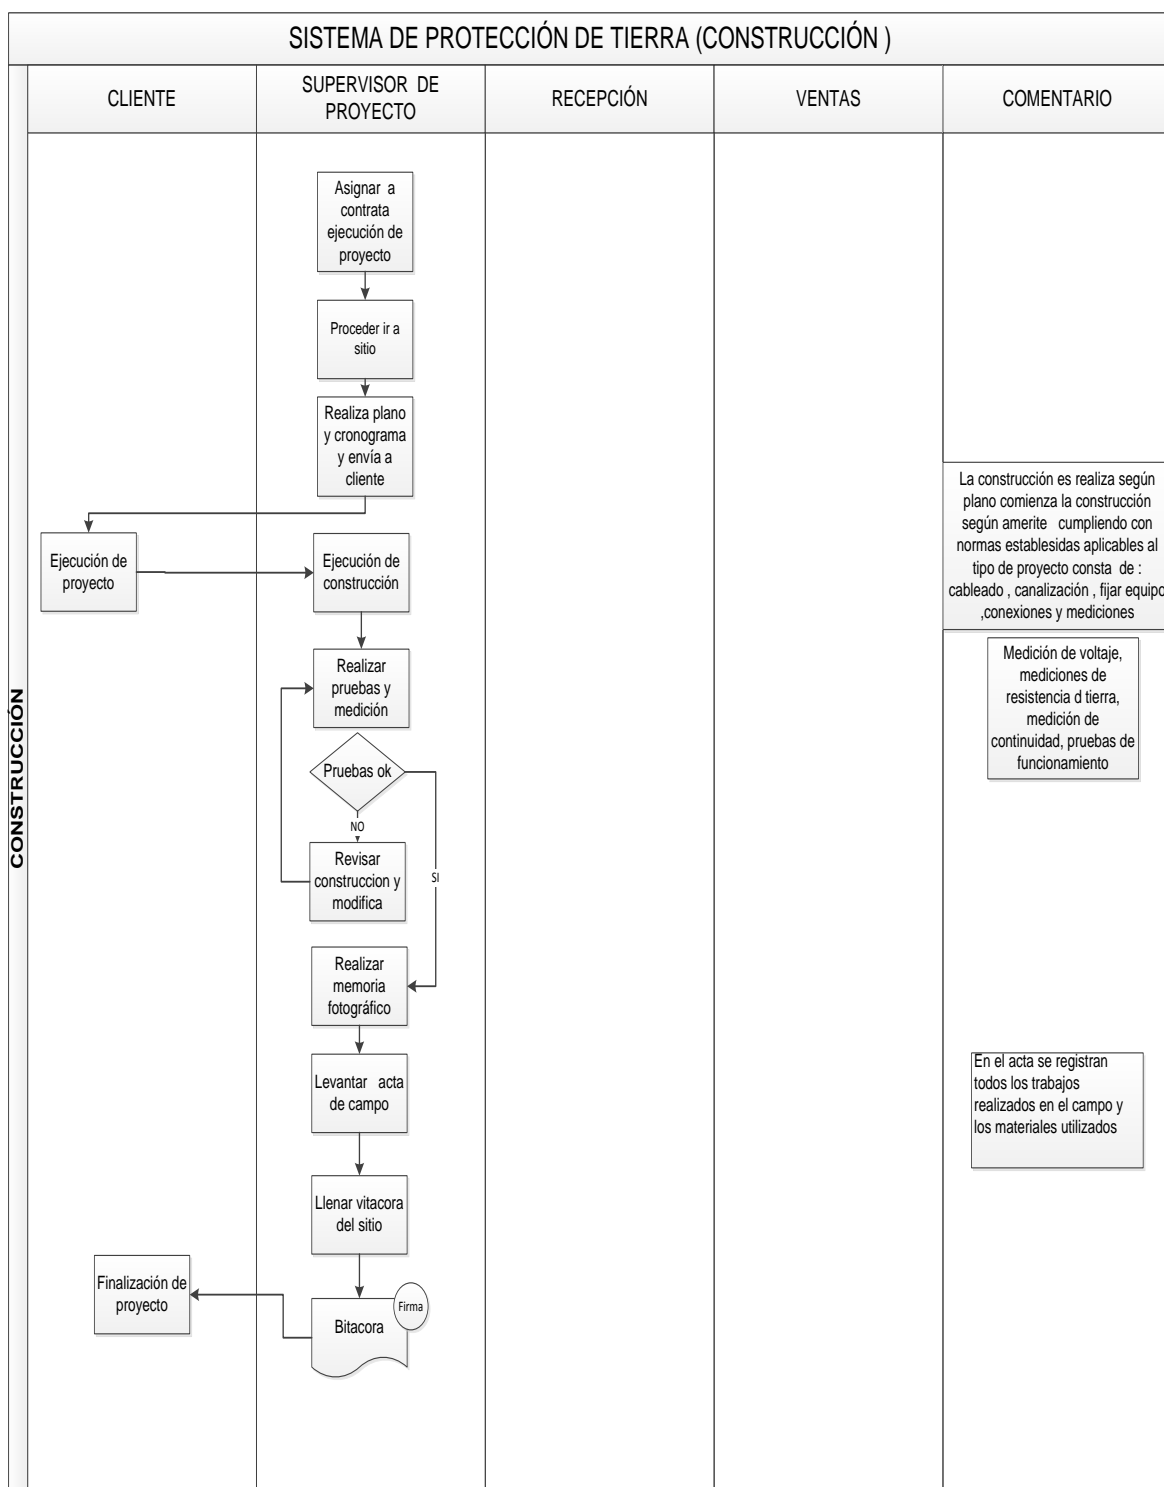 SISTEMA DE PROTECCIÓN DE TIERRA (CONSTRUCCIÓN )
CLIENTE
SUPERVISOR DE
PROYECTO
RECEPCIÓN
VENTAS
COMENTARIO
CONSTRUCCIÓN
Asignar a
contrata
ejecución de
proyecto
Proceder ir a
sitio
Realiza plano
y cronograma
y envía a
cliente
Ejecución de
proyecto
Ejecución de
construcción
La construcción es realiza según
plano comienza la construcción
según amerite cumpliendo con
normas establesidas aplicables al
tipo de proyecto consta de :
cableado , canalización , fijar equipo
,conexiones y mediciones
Realizar
pruebas y
medición
Medición de voltaje,
mediciones de
resistencia d tierra,
medición de
continuidad, pruebas de
funcionamiento
Pruebas ok
NO
SI
Revisar
construccion y
modifica
Realizar
memoria
fotográfico
Levantar acta
de campo
En el acta se registran
todos los trabajos
realizados en el campo y
los materiales utilizados
Llenar vitacora
del sitio
Finalización de
proyecto
Bitacora
Firma